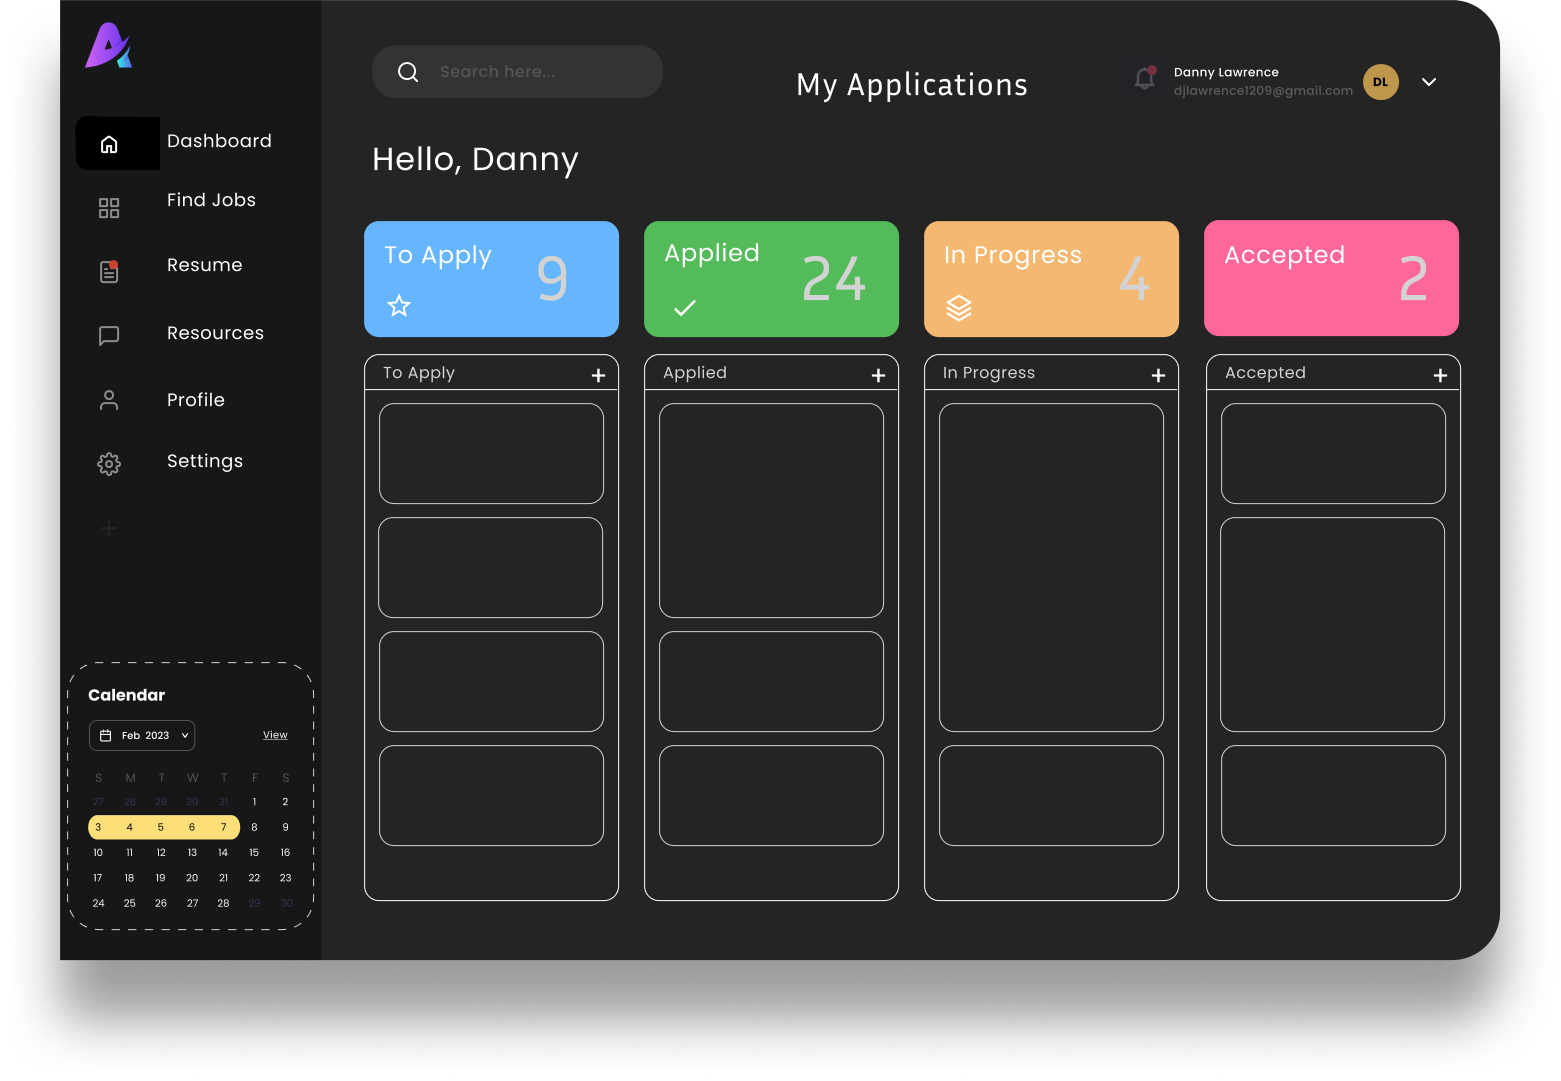 Search here...
My Applications
Danny Lawrence
djlawrence1209@gmail.com
DL
Dashboard
Find Jobs
Resume
Resources
Profile
Settings
Hello, Danny
To Apply 9
Applied 24
In Progress 4
Accepted 2
To Apply +
Applied +
In Progress +
Accepted +
Calendar
Feb 2023
View
S M T W T F S
27 28 29 30 31 1 2
3 4 5 6 7 8 9
10 11 12 13 14 15 16
17 18 19 20 21 22 23
24 25 26 27 28 29 30